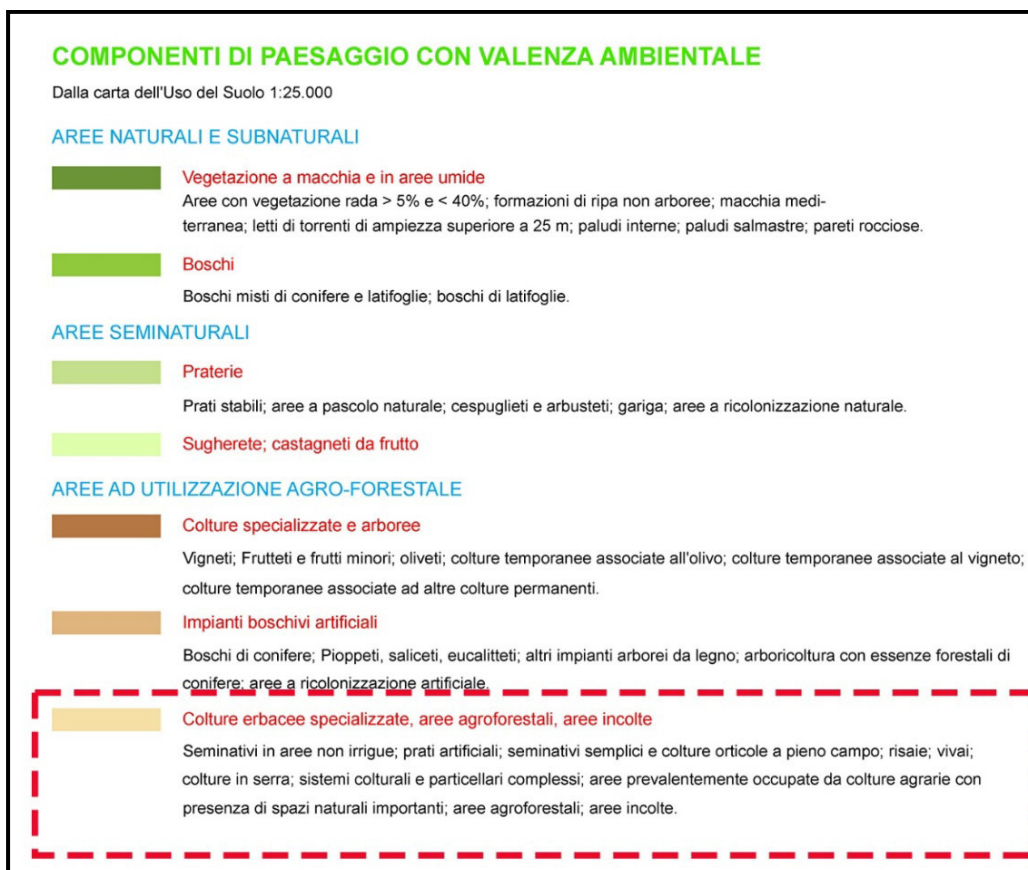 COMPONENTI DI PAESAGGIO CON VALENZA AMBIENTALE
Dalla carta dell'Uso del Suolo 1:25.000
AREE NATURALI E SUBNATURALI
Vegetazione a macchia e in aree umide
Aree con vegetazione rada > 5% e < 40%; formazioni di ripa non arboree; macchia medi-
terranea; letti di torrenti di ampiezza superiore a 25 m; paludi interne; paludi salmastre; pareti rocciose.
Boschi
Boschi misti di conifere e latifoglie; boschi di latifoglie.
AREE SEMINATURALI
Praterie
Prati stabili; aree a pascolo naturale; cespuglieti e arbusteti; gariga; aree a ricolonizzazione naturale.
Sugherete; castagneti da frutto
AREE AD UTILIZZAZIONE AGRO-FORESTALE
Colture specializzate e arboree
Vigneti; Frutteti e frutti minori; oliveti; colture temporanee associate all'olivo; colture temporanee associate al vigneto;
colture temporanee associate ad altre colture permanenti.
Impianti boschivi artificiali
Boschi di conifere; Pioppeti, saliceti, eucalitteti; altri impianti arborei da legno; arboricoltura con essenze forestali di
conifere; aree a ricolonizzazione artificiale.
Colture erbacee specializzate, aree agroforestali, aree incolte
Seminativi in aree non irrigue; prati artificiali; seminativi semplici e colture orticole a pieno campo; risaie; vivai;
colture in serra; sistemi colturali e particellari complessi; aree prevalentemente occupate da colture agrarie con
presenza di spazi naturali importanti; aree agroforestali; aree incolte.